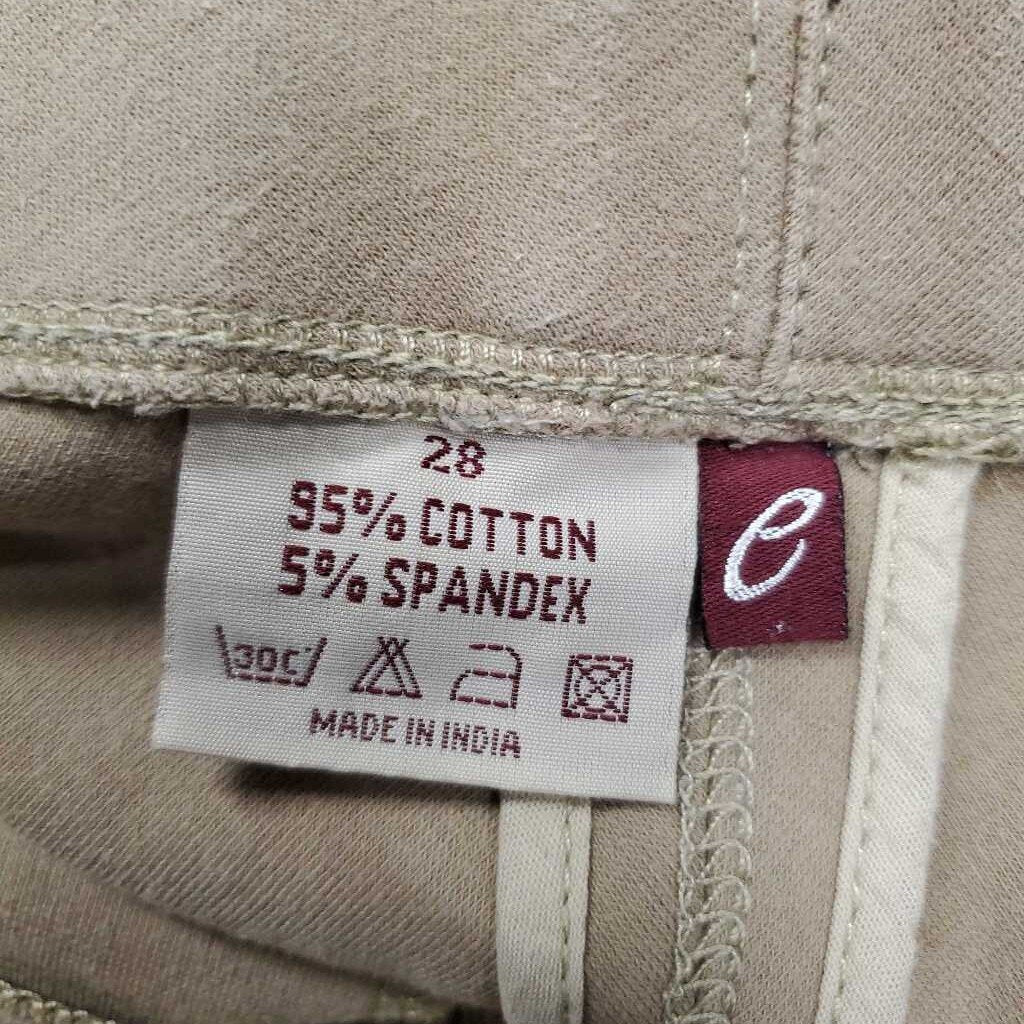 28
95% COTTON
5% SPANDEX
30C
MADE IN INDIA
e